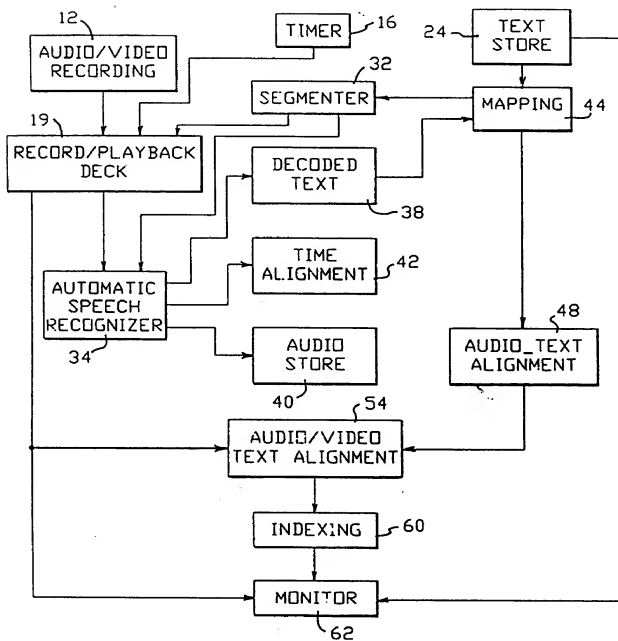 12
AUDIO/VIDEO
RECORDING
TIMER
16
24
TEXT
STORE
32
SEGMENTER
MAPPING
44
19
RECORD/PLAYBACK
DECK
DECODED
TEXT
38
TIME
ALIGNMENT
42
AUTOMATIC
SPEECH
RECOGNIZER
34
AUDIO
STORE
40
48
AUDIO_TEXT
ALIGNMENT
54
AUDIO/VIDEO
TEXT ALIGNMENT
INDEXING
60
MONITOR
62